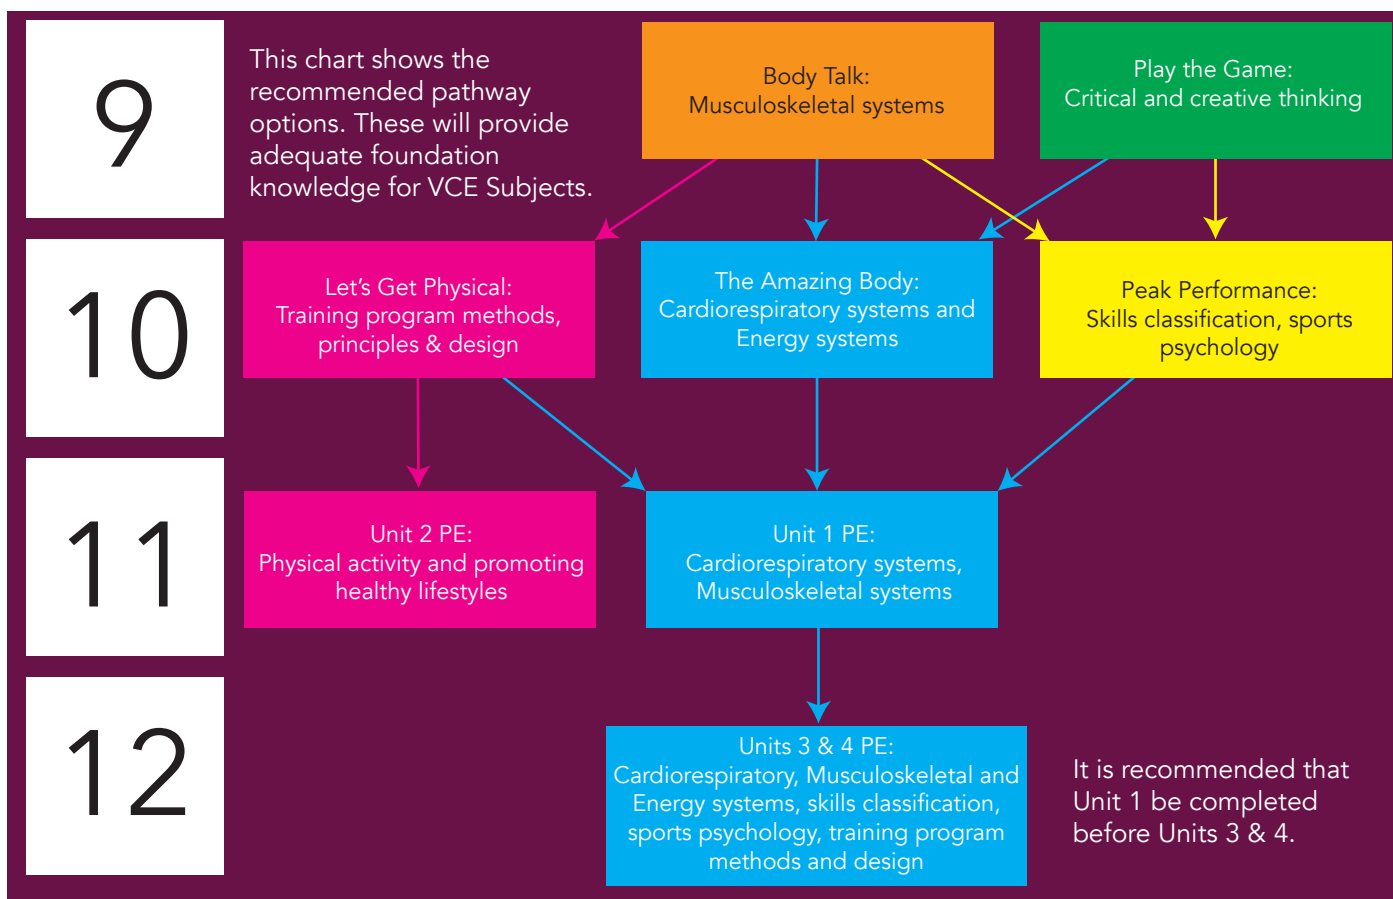 9
This chart shows the
recommended pathway
options. These will provide
adequate foundation
knowledge for VCE Subjects.
Body Talk:
Musculoskeletal systems
Play the Game:
Critical and creative thinking
10
Let’s Get Physical:
Training program methods,
principles & design
The Amazing Body:
Cardiorespiratory systems and
Energy systems
Peak Performance:
Skills classification, sports
psychology
11
Unit 2 PE:
Physical activity and promoting
healthy lifestyles
Unit 1 PE:
Cardiorespiratory systems,
Musculoskeletal systems
12
Units 3 & 4 PE:
Cardiorespiratory, Musculoskeletal and
Energy systems, skills classification,
sports psychology, training program
methods and design
It is recommended that
Unit 1 be completed
before Units 3 & 4.